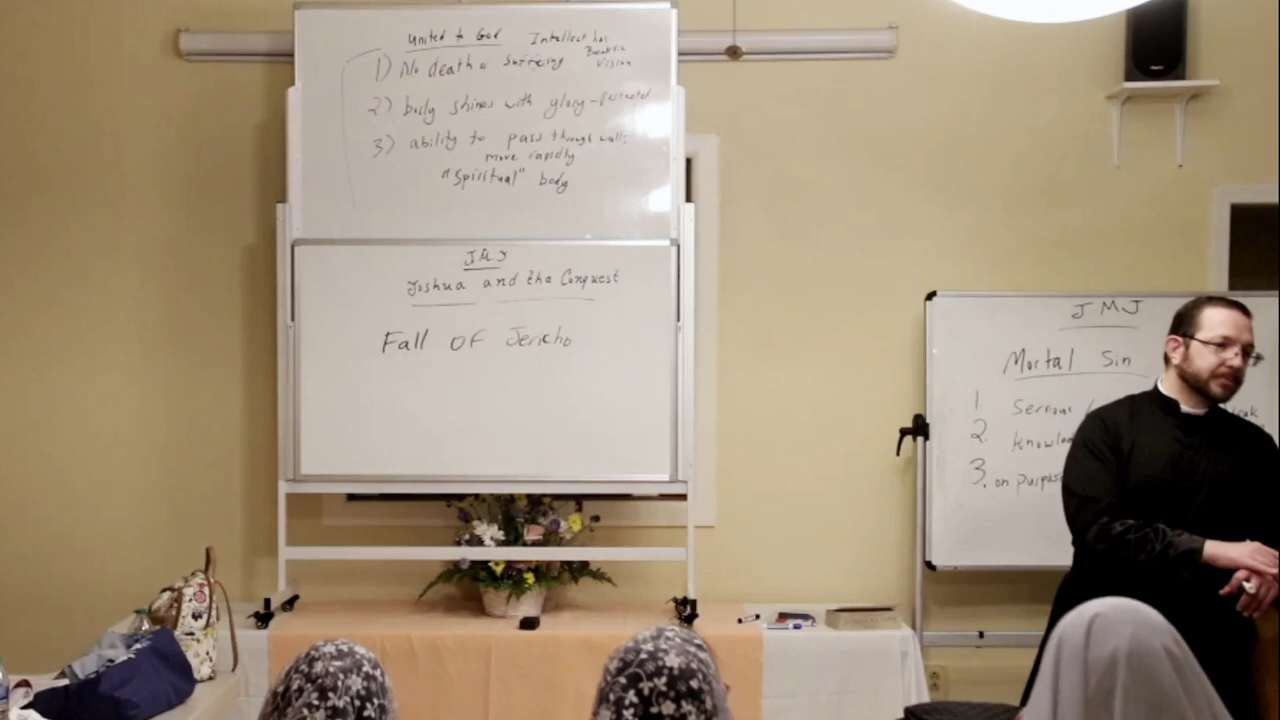 United to God Intellect has
Beatific
Vision
1) No death or suffering
2) body shines with glory -
3) ability to pass through walls
move rapidly
"Spiritual" body
JMJ
Joshua and the Conquest
Fall OF Jericho
JMJ
Mortal Sin
1. Serious
2.
3. on purpose